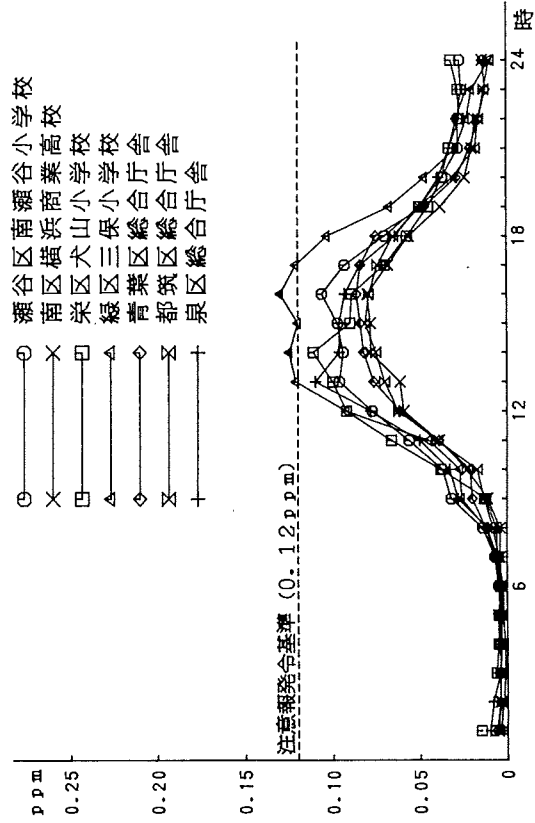 瀬谷区南瀬谷小学校
南区横浜商業高校
栄区犬山小学校
緑区三保小学校
青葉区総合庁舎
都筑区総合庁舎
泉区総合庁舎
ppm
0.25
0.20
0.15
0.10
0.05
0
注意報発令基準(0.12ppm)
6
12
18
24
時